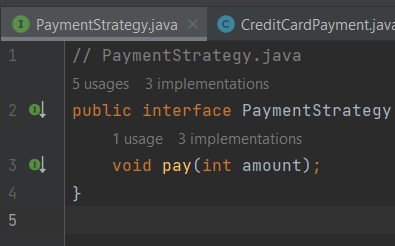 PaymentStrategy.java CreditCardPayment.java
1 // PaymentStrategy.java
5 usages 3 implementations
2 public interface PaymentStrategy
1 usage 3 implementations
3 void pay(int amount);
4 }
5